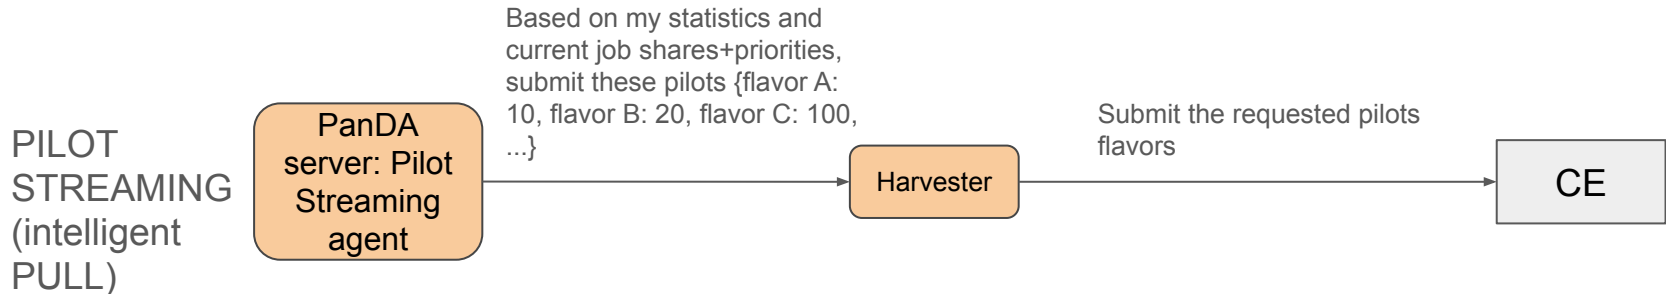 PILOT
STREAMING
(intelligent
PULL)
PanDA
server: Pilot
Streaming
agent
Based on my statistics and
current job shares+priorities,
submit these pilots {flavor A:
10, flavor B: 20, flavor C: 100,
...}
Harvester
Submit the requested pilots
flavors
CE